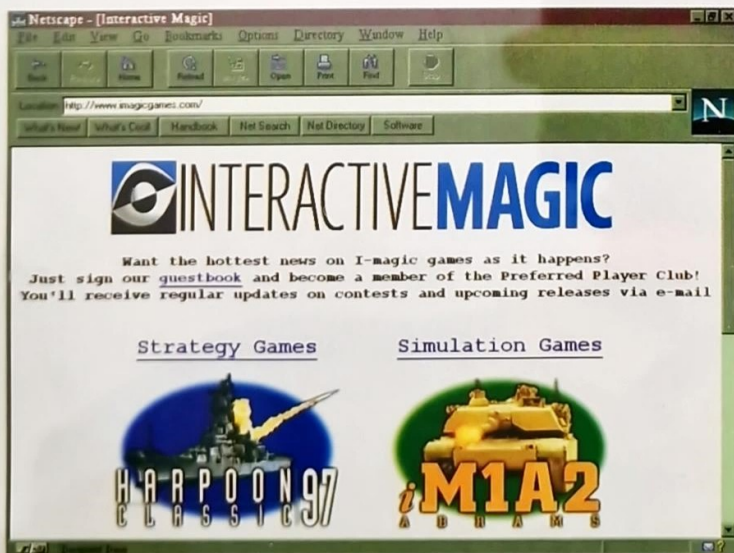 Netscape - [Interactive Magic]
File Edit View Go Bookmarks Options Directory Window Help
Back Home Reload Open Print Find Stop
Location: http://www.imagicgames.com/
What's New! What's Cool! Handbook Net Search Net Directory Software
N
INTERACTIVEMAGIC
Want the hottest news on I-magic games as it happens?
Just sign our guestbook and become a member of the Preferred Player Club!
You'll receive regular updates on contests and upcoming releases via e-mail
Strategy Games Simulation Games
HARPOON 97
CLASSIC
iM1A2
ABRAMS